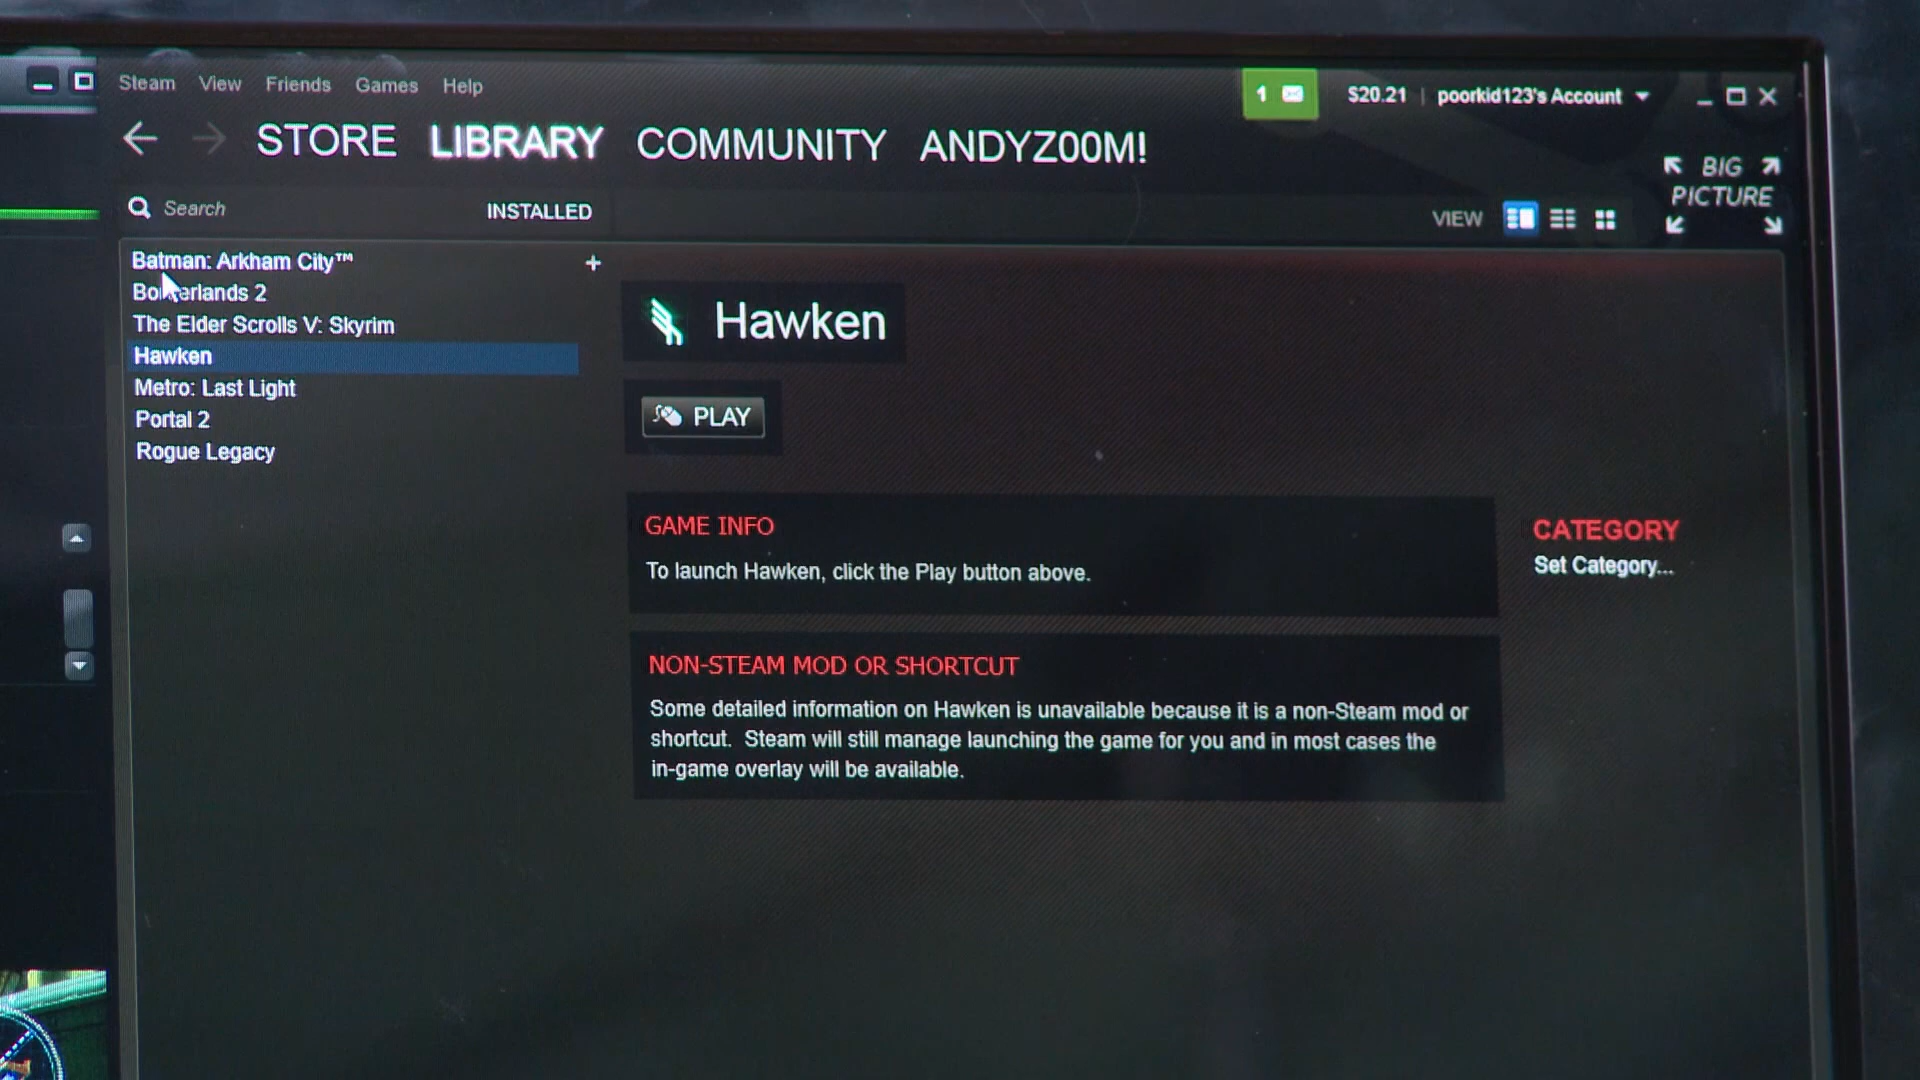 Steam View Friends Games Help
1 $20.21 poorkid123's Account
STORE LIBRARY COMMUNITY ANDYZ00M!
BIG
PICTURE
Search INSTALLED
VIEW
Batman: Arkham City™ +
Borderlands 2
The Elder Scrolls V: Skyrim
Hawken
Metro: Last Light
Portal 2
Rogue Legacy
Hawken
PLAY
GAME INFO
To launch Hawken, click the Play button above.
CATEGORY
Set Category...
NON-STEAM MOD OR SHORTCUT
Some detailed information on Hawken is unavailable because it is a non-Steam mod or
shortcut. Steam will still manage launching the game for you and in most cases the
in-game overlay will be available.